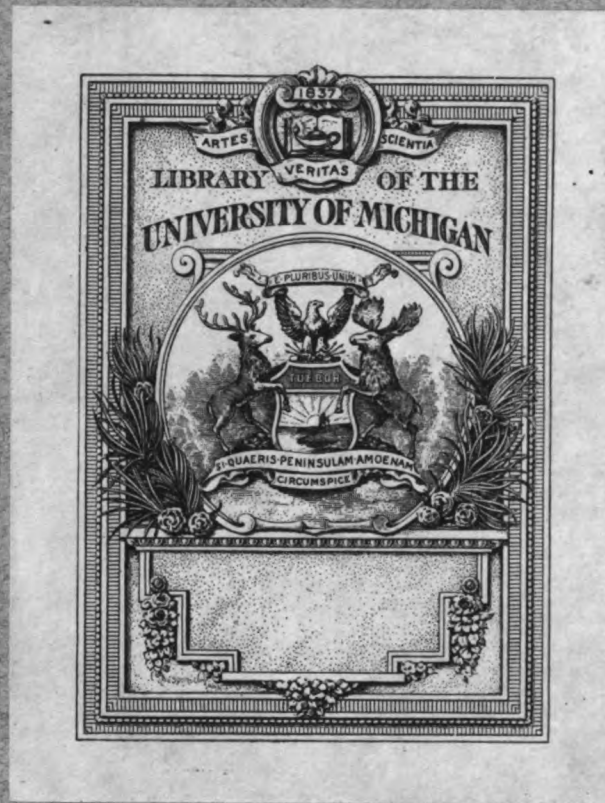 1837
ARTES SCIENTIA
VERITAS
LIBRARY OF THE
UNIVERSITY OF MICHIGAN
E·PLURIBUS·UNUM
TUEBOR
SI·QUAERIS·PENINSULAM·AMOENAM
CIRCUMSPICE